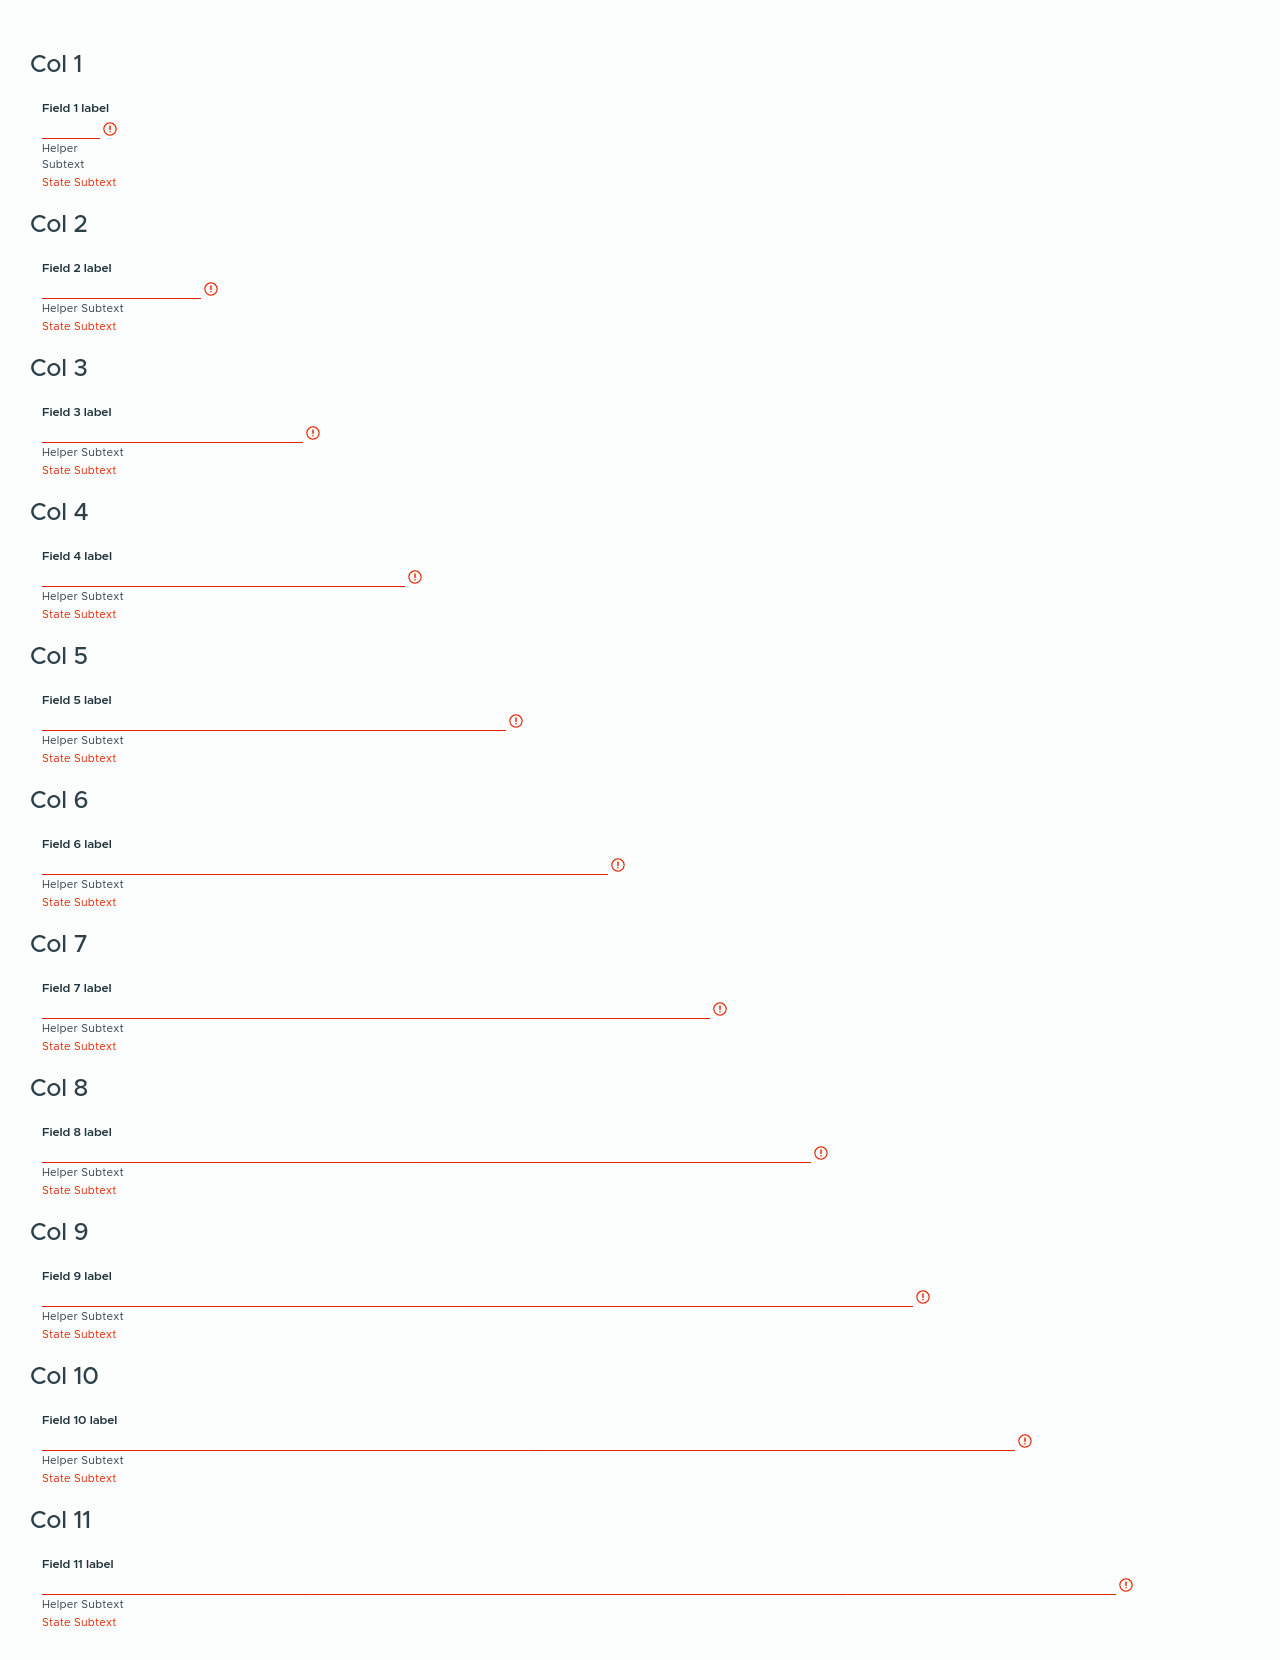 Col 1
Field 1 label
Helper
Subtext
State Subtext
Col 2
Field 2 label
Helper Subtext
State Subtext
Col 3
Field 3 label
Helper Subtext
State Subtext
Col 4
Field 4 label
Helper Subtext
State Subtext
Col 5
Field 5 label
Helper Subtext
State Subtext
Col 6
Field 6 label
Helper Subtext
State Subtext
Col 7
Field 7 label
Helper Subtext
State Subtext
Col 8
Field 8 label
Helper Subtext
State Subtext
Col 9
Field 9 label
Helper Subtext
State Subtext
Col 10
Field 10 label
Helper Subtext
State Subtext
Col 11
Field 11 label
Helper Subtext
State Subtext